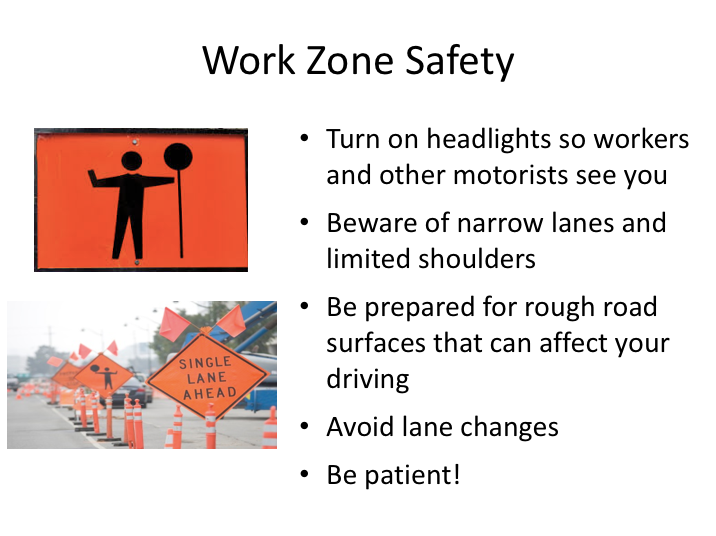 Work Zone Safety
• Turn on headlights so workers
and other motorists see you
• Beware of narrow lanes and
limited shoulders
• Be prepared for rough road
surfaces that can affect your
driving
• Avoid lane changes
• Be patient!
SINGLE
LANE
AHEAD